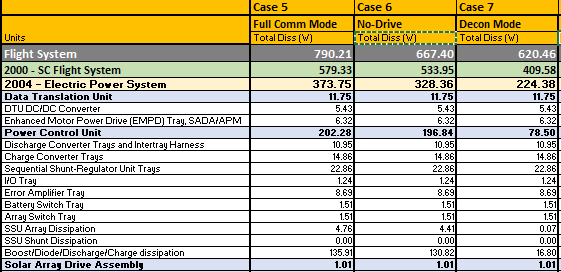 Case 5 Case 6 Case 7
Full Comm Mode No-Drive Decon Mode
Units Total Diss (W) Total Diss (W) Total Diss (W)
Flight System 790.21 667.40 620.46
2000 - SC Flight System 579.33 533.95 409.58
2004 - Electric Power System 373.75 328.36 224.38
Data Translation Unit 11.75 11.75 11.75
DTU DC/DC Converter 5.43 5.43 5.43
Enhanced Motor Power Drive (EMPD) Tray, SADA/APM 6.32 6.32 6.32
Power Control Unit 202.28 196.84 78.50
Discharge Converter Trays and Intertray Harness 10.95 10.95 10.95
Charge Converter Trays 14.86 14.86 14.86
Sequential Shunt-Regulator Unit Trays 22.86 22.86 22.86
I/O Tray 1.24 1.24 1.24
Error Amplifier Tray 8.69 8.69 8.69
Battery Switch Tray 1.51 1.51 1.51
Array Switch Tray 1.51 1.51 1.51
SSU Array Dissipation 4.76 4.41 0.07
SSU Shunt Dissipation 0.00 0.00 0.00
Boost/Diode/Discharge/Charge dissipation 135.91 130.82 16.80
Solar Array Drive Assembly 1.01 1.01 1.01